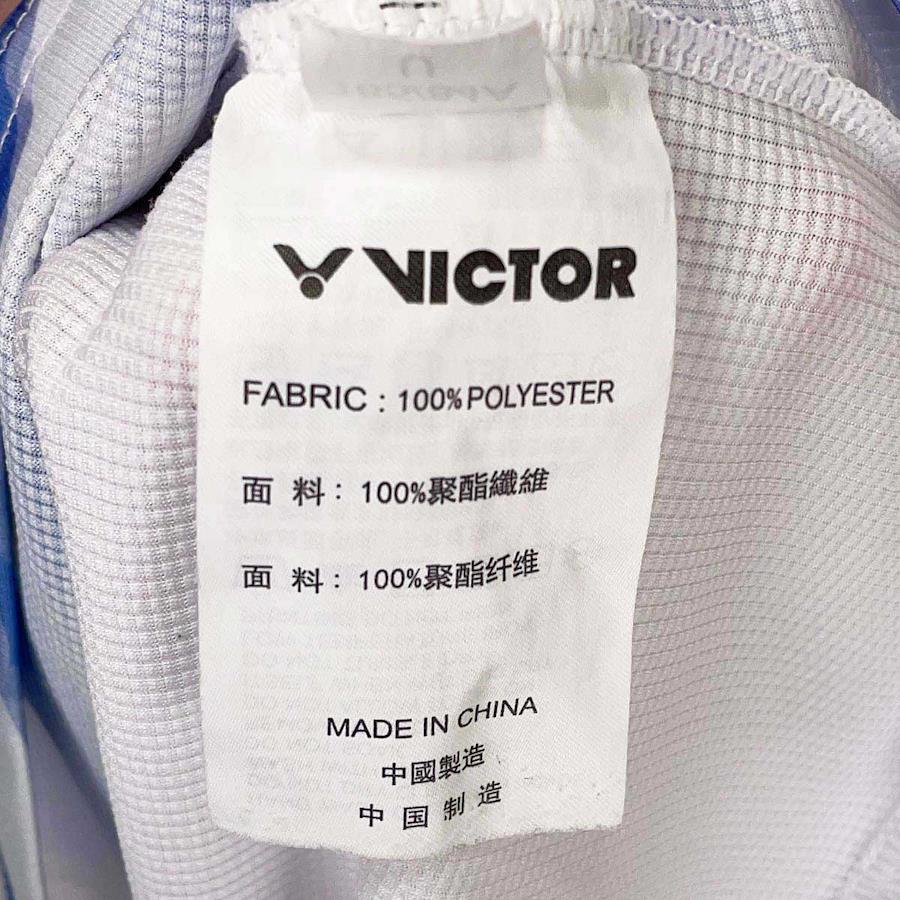 VICTOR
FABRIC : 100% POLYESTER
面 料： 100%聚酯纖維
面 料： 100%聚酯纤维
MADE IN CHINA
中國製造
中国制造